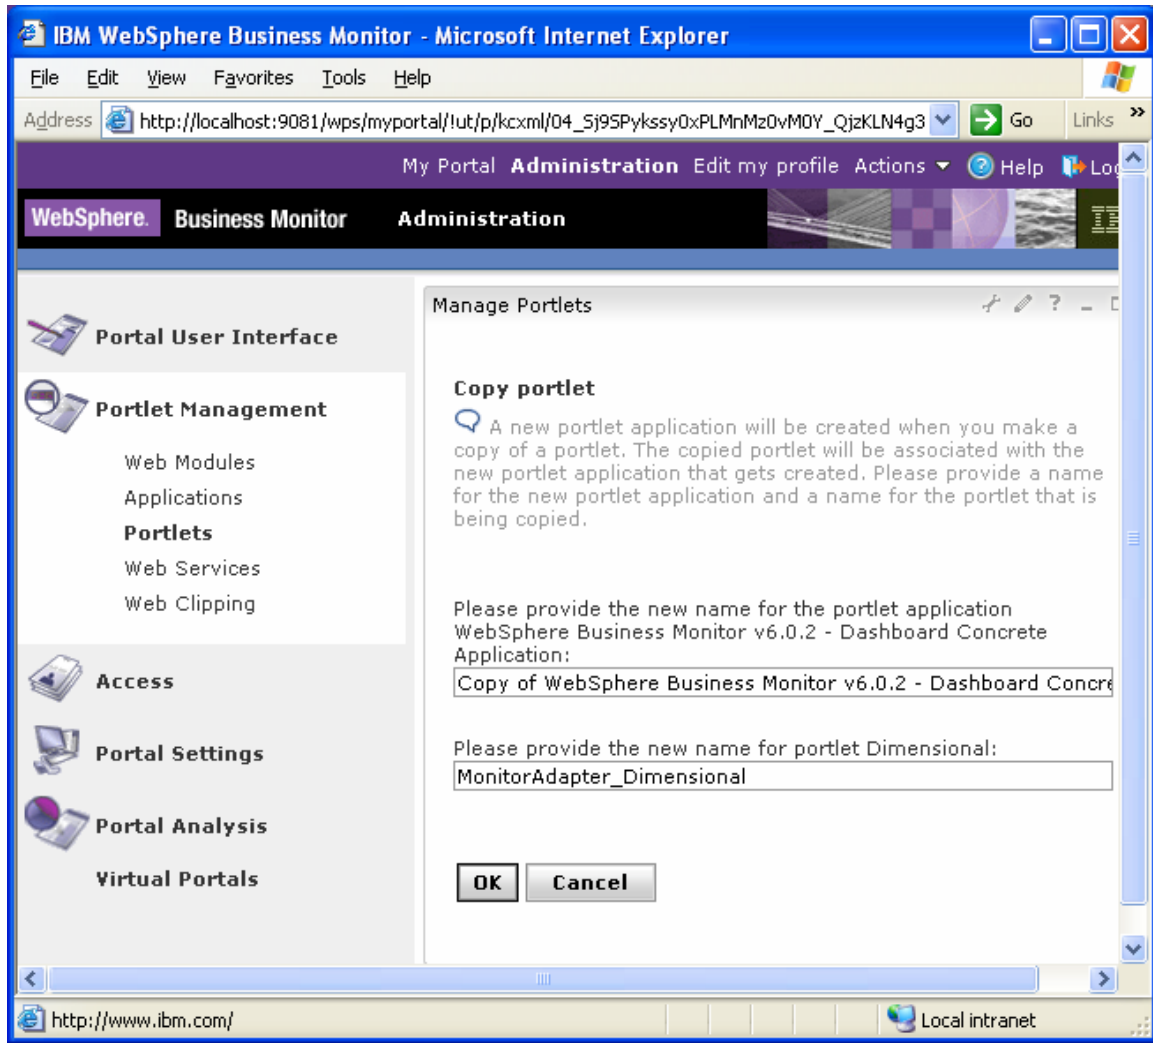 IBM WebSphere Business Monitor - Microsoft Internet Explorer
File Edit View Favorites Tools Help
Address http://localhost:9081/wps/myportal/!ut/p/kcxml/04_Sj9SPykssy0xPLMnMz0vM0Y_QjzKLN4g3 Go Links »
My Portal Administration Edit my profile Actions Help Log
WebSphere. Business Monitor Administration
Manage Portlets
Portal User Interface
Portlet Management
Web Modules
Applications
Portlets
Web Services
Web Clipping
Access
Portal Settings
Portal Analysis
Virtual Portals
Copy portlet
A new portlet application will be created when you make a
copy of a portlet. The copied portlet will be associated with the
new portlet application that gets created. Please provide a name
for the new portlet application and a name for the portlet that is
being copied.
Please provide the new name for the portlet application
WebSphere Business Monitor v6.0.2 - Dashboard Concrete
Application:
Copy of WebSphere Business Monitor v6.0.2 - Dashboard Concre
Please provide the new name for portlet Dimensional:
MonitorAdapter_Dimensional
OK Cancel
http://www.ibm.com/ Local intranet